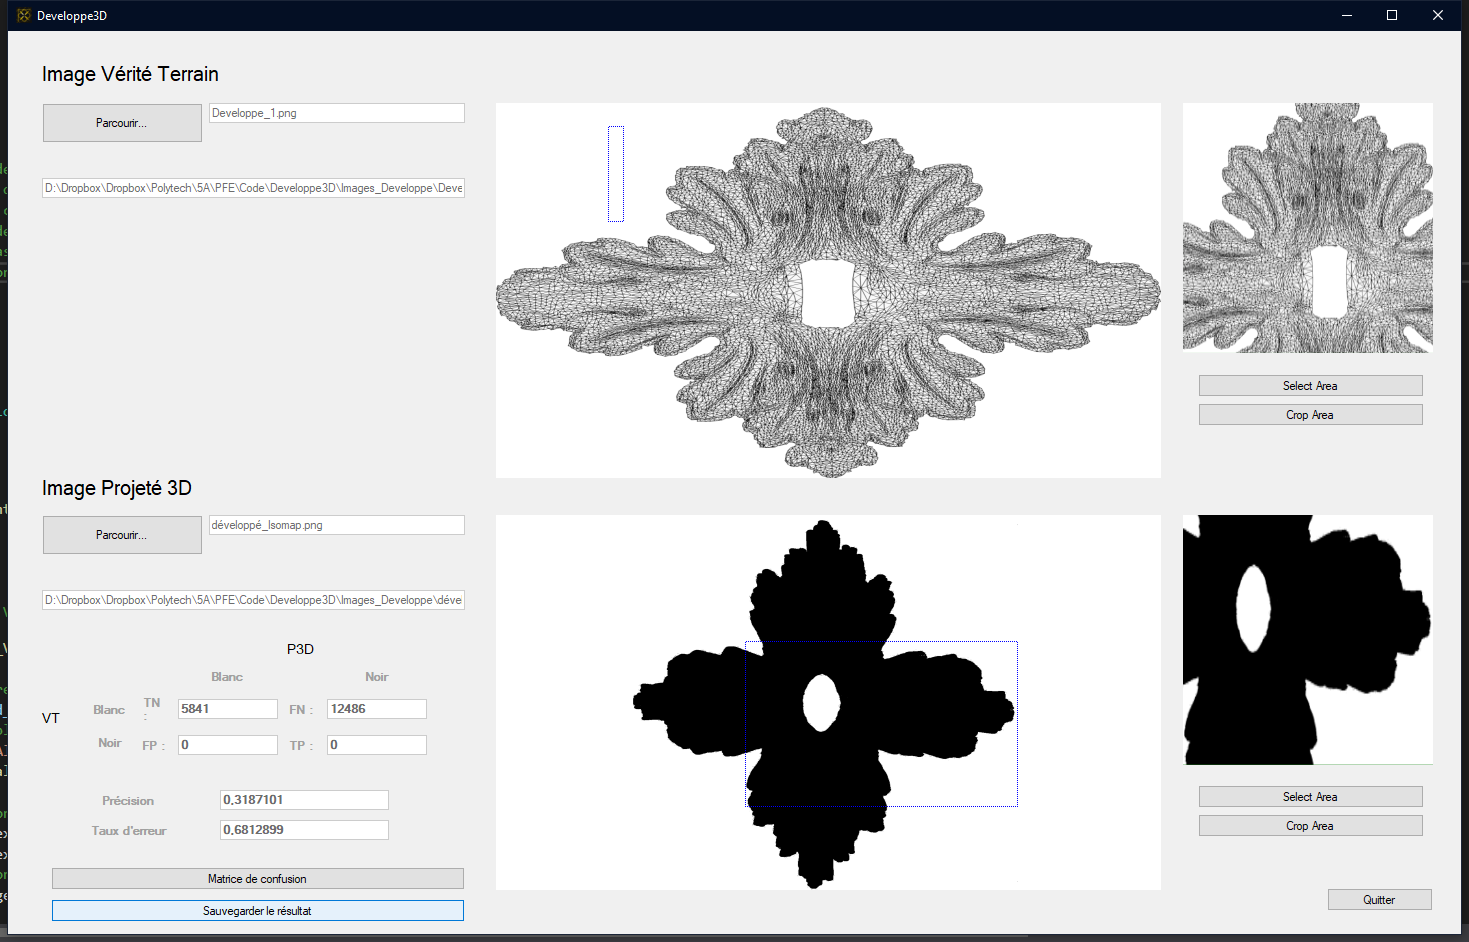 Developpe3D
Image Vérité Terrain
Parcourir...
Developpe_1.png
D:\Dropbox\Dropbox\Polytech\5A\PFE\Code\Developpe3D\Images_Developpe\Deve
Select Area
Crop Area
Image Projeté 3D
Parcourir...
développé_Isomap.png
D:\Dropbox\Dropbox\Polytech\5A\PFE\Code\Developpe3D\Images_Developpe\déve
P3D
Blanc Noir
VT
Blanc TN : 5841 FN : 12486
Noir FP : 0 TP : 0
Précision 0.3187101
Taux d'erreur 0.6812899
Matrice de confusion
Sauvegarder le résultat
Select Area
Crop Area
Quitter